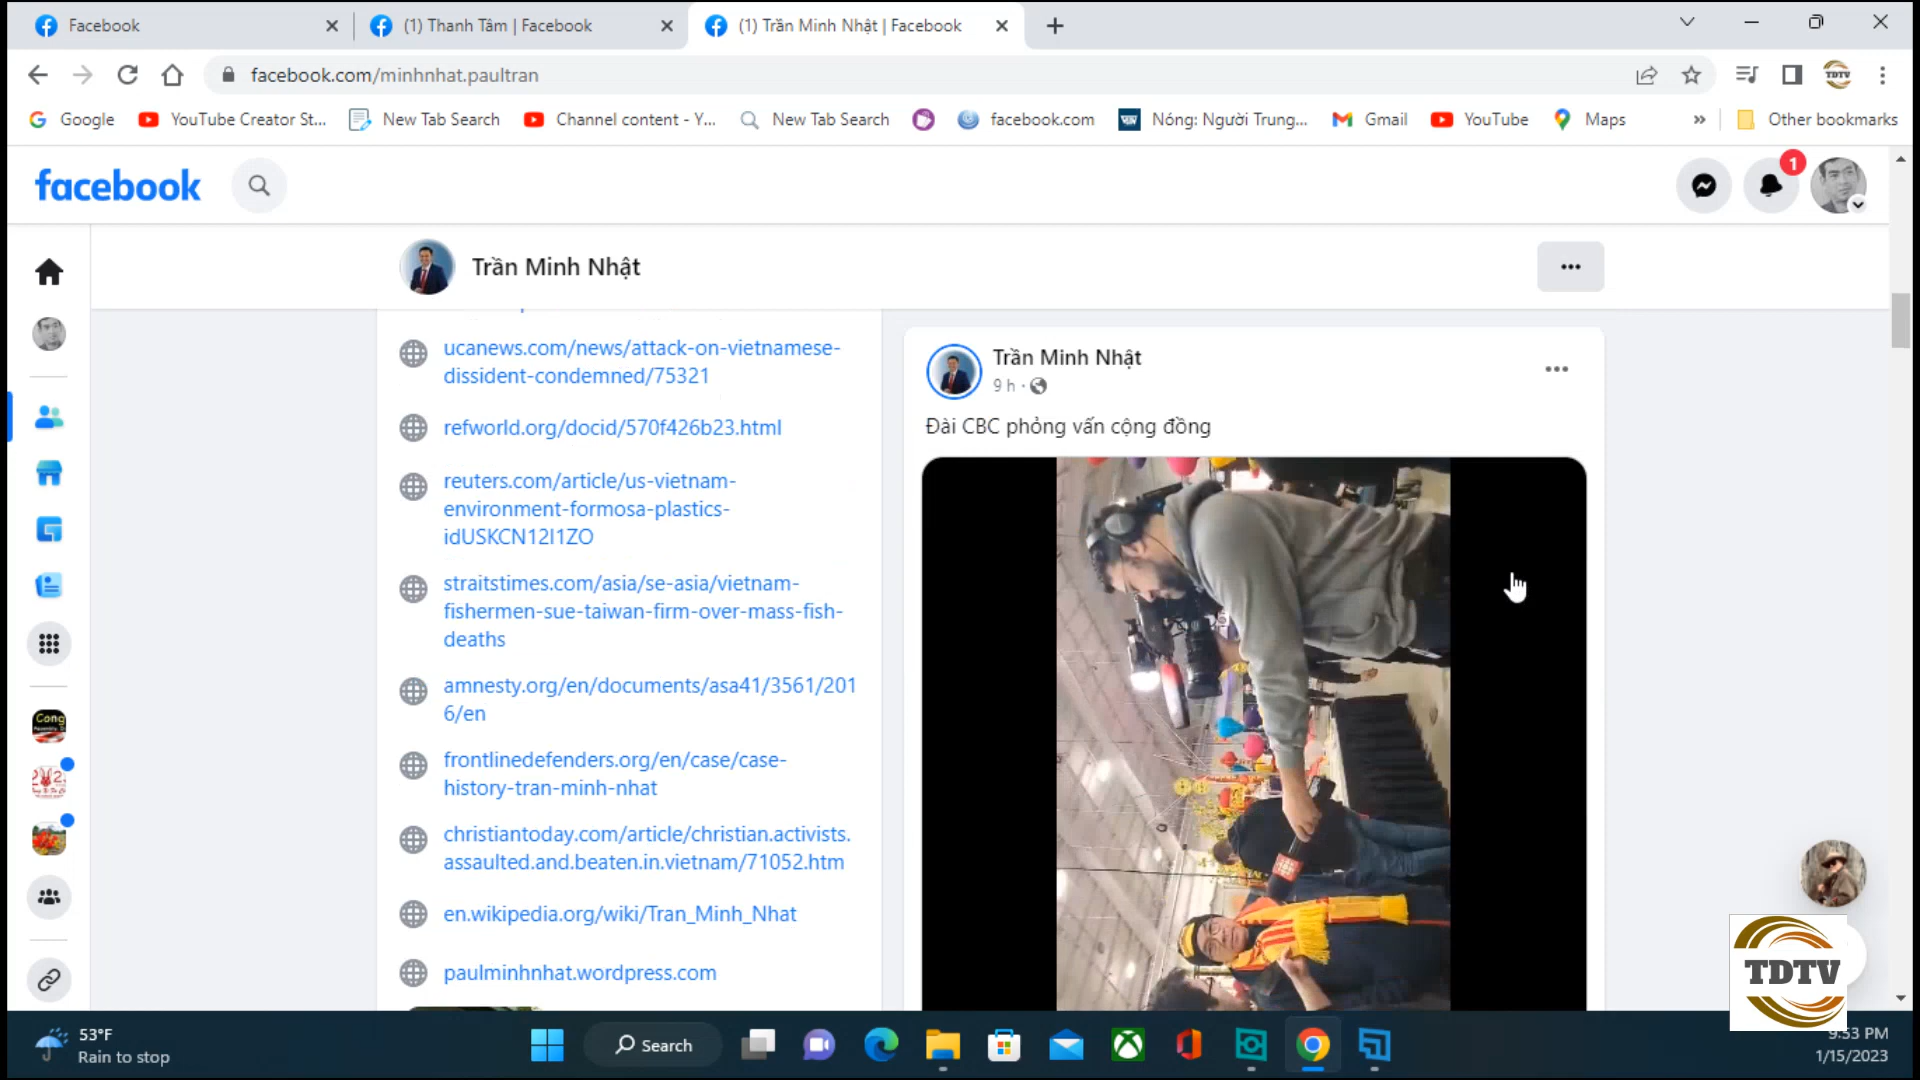 Facebook
(1) Thanh Tâm | Facebook
(1) Trần Minh Nhật | Facebook
facebook.com/minhnhat.paultran
TDTV
Google
YouTube Creator St...
New Tab Search
Channel content - Y...
New Tab Search
facebook.com
Nóng: Người Trung...
Gmail
YouTube
Maps
»
Other bookmarks
facebook
1
Trần Minh Nhật
ucanews.com/news/attack-on-vietnamese-
dissident-condemned/75321
refworld.org/docid/570f426b23.html
reuters.com/article/us-vietnam-
environment-formosa-plastics-
idUSKCN12I1ZO
straitstimes.com/asia/se-asia/vietnam-
fishermen-sue-taiwan-firm-over-mass-fish-
deaths
amnesty.org/en/documents/asa41/3561/201
6/en
frontlinedefenders.org/en/case/case-
history-tran-minh-nhat
christiantoday.com/article/christian.activists.
assaulted.and.beaten.in.vietnam/71052.htm
en.wikipedia.org/wiki/Tran_Minh_Nhat
paulminhnhat.wordpress.com
Trần Minh Nhật
9 h ·
Đài CBC phỏng vấn cộng đồng
Cong
TDTV
53°F
Rain to stop
Search
9:53 PM
1/15/2023